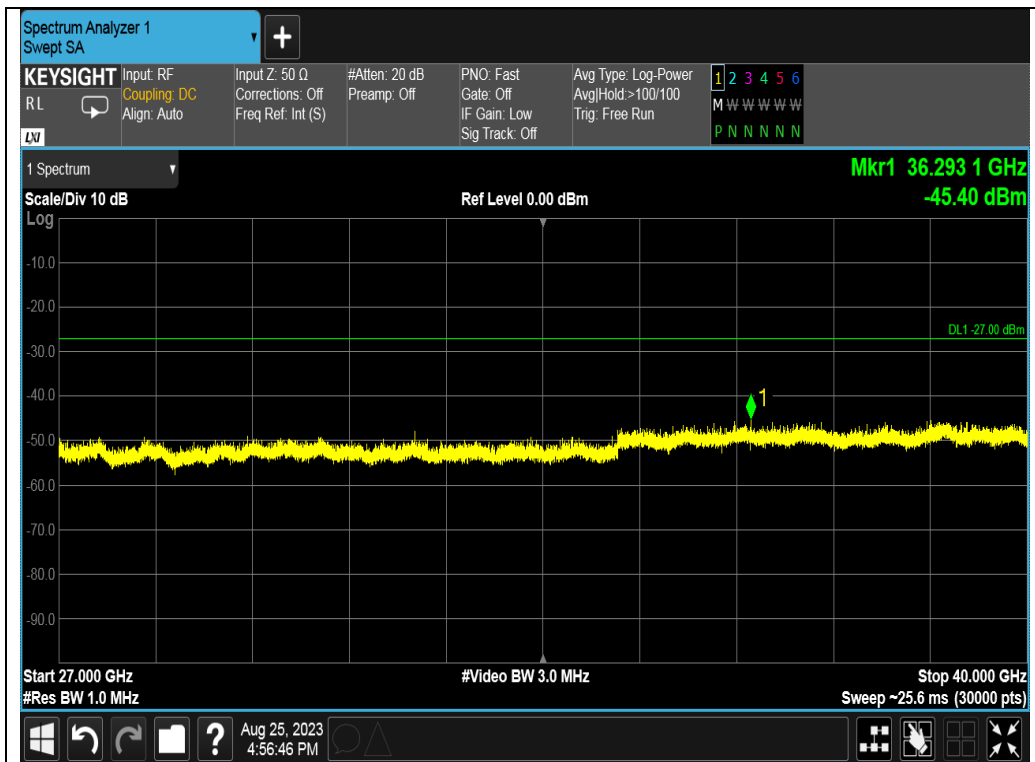 Spectrum Analyzer 1
Swept SA
+
KEYSIGHT
RL
LXI
Input: RF
Coupling: DC
Align: Auto
Input Z: 50 Ω
Corrections: Off
Freq Ref: Int (S)
#Atten: 20 dB
Preamp: Off
PNO: Fast
Gate: Off
IF Gain: Low
Sig Track: Off
Avg Type: Log-Power
Avg|Hold:>100/100
Trig: Free Run
1 2 3 4 5 6
M W W W W W
P N N N N N
1 Spectrum
Mkr1 36.293 1 GHz
-45.40 dBm
Scale/Div 10 dB
Ref Level 0.00 dBm
Log
-10.0
-20.0
DL1 -27.00 dBm
-30.0
-40.0
1
-50.0
-60.0
-70.0
-80.0
-90.0
Start 27.000 GHz
#Video BW 3.0 MHz
Stop 40.000 GHz
#Res BW 1.0 MHz
Sweep ~25.6 ms (30000 pts)
?
Aug 25, 2023
4:56:46 PM